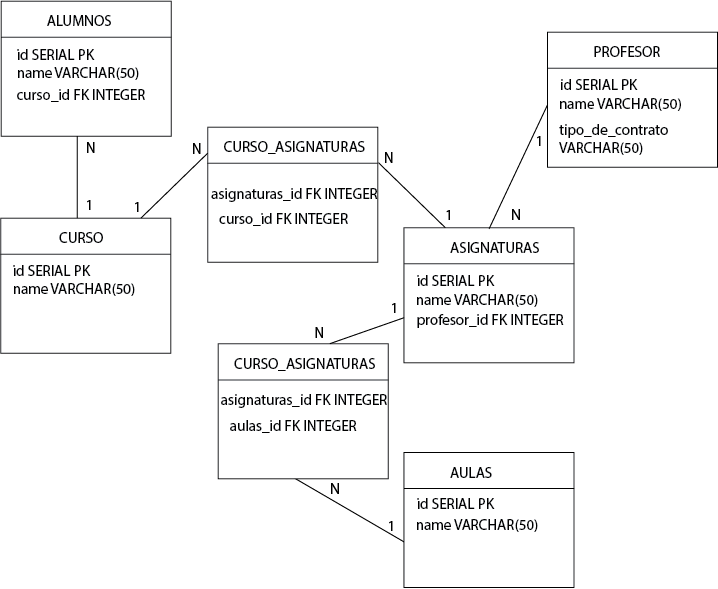 ALUMNOS
id SERIAL PK
name VARCHAR(50)
curso_id FK INTEGER
N
1
CURSO
id SERIAL PK
name VARCHAR(50)
1
N
CURSO_ASIGNATURAS
asignaturas_id FK INTEGER
curso_id FK INTEGER
N
1
PROFESOR
id SERIAL PK
name VARCHAR(50)
tipo_de_contrato
VARCHAR(50)
1
N
ASIGNATURAS
id SERIAL PK
name VARCHAR(50)
profesor_id FK INTEGER
1
N
CURSO_ASIGNATURAS
asignaturas_id FK INTEGER
aulas_id FK INTEGER
N
1
AULAS
id SERIAL PK
name VARCHAR(50)